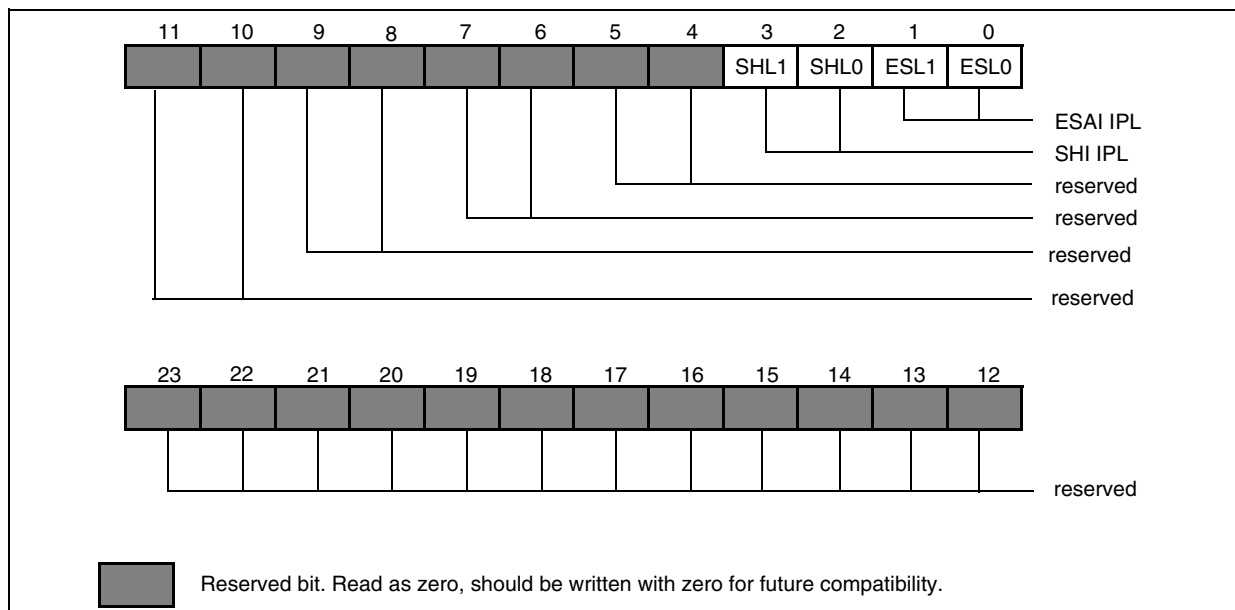 11 10 9 8 7 6 5 4 3 2 1 0
SHL1 SHL0 ESL1 ESL0
ESAI IPL
SHI IPL
reserved
reserved
reserved
reserved
23 22 21 20 19 18 17 16 15 14 13 12
reserved
Reserved bit. Read as zero, should be written with zero for future compatibility.